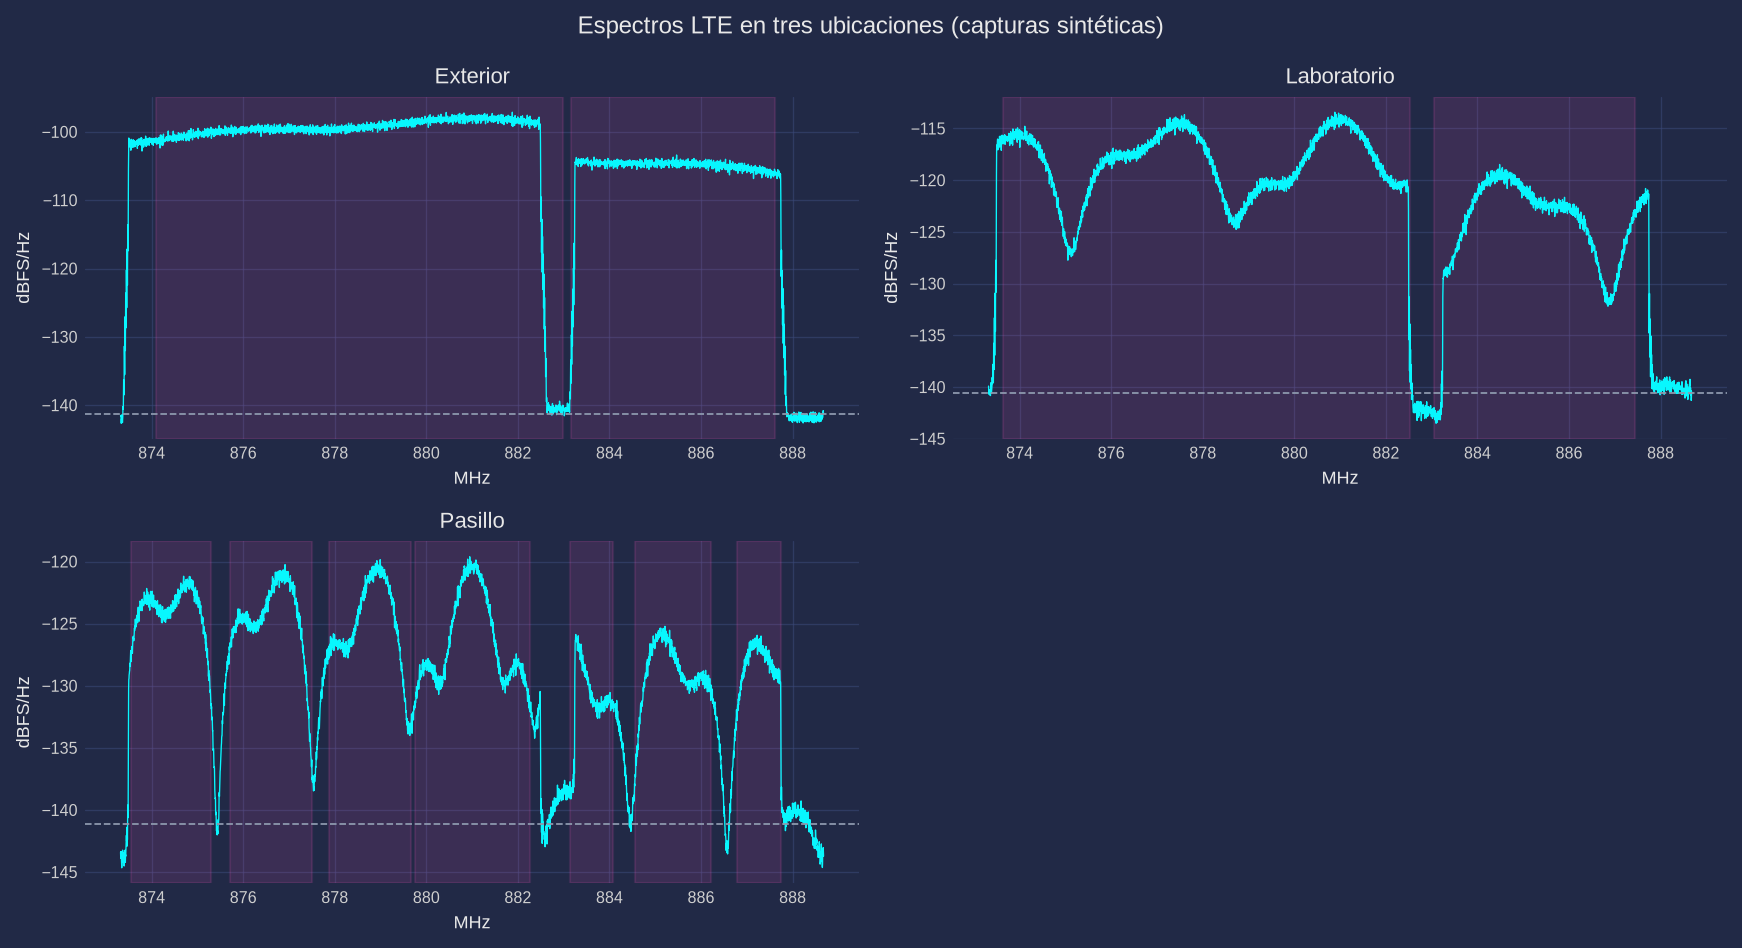 Espectros LTE en tres ubicaciones (capturas sintéticas)
Exterior
dBFS/Hz
−100
−110
−120
−130
−140
874 876 878 880 882 884 886 888
MHz
Laboratorio
dBFS/Hz
−115
−120
−125
−130
−135
−140
−145
874 876 878 880 882 884 886 888
MHz
Pasillo
dBFS/Hz
−120
−125
−130
−135
−140
−145
874 876 878 880 882 884 886 888
MHz